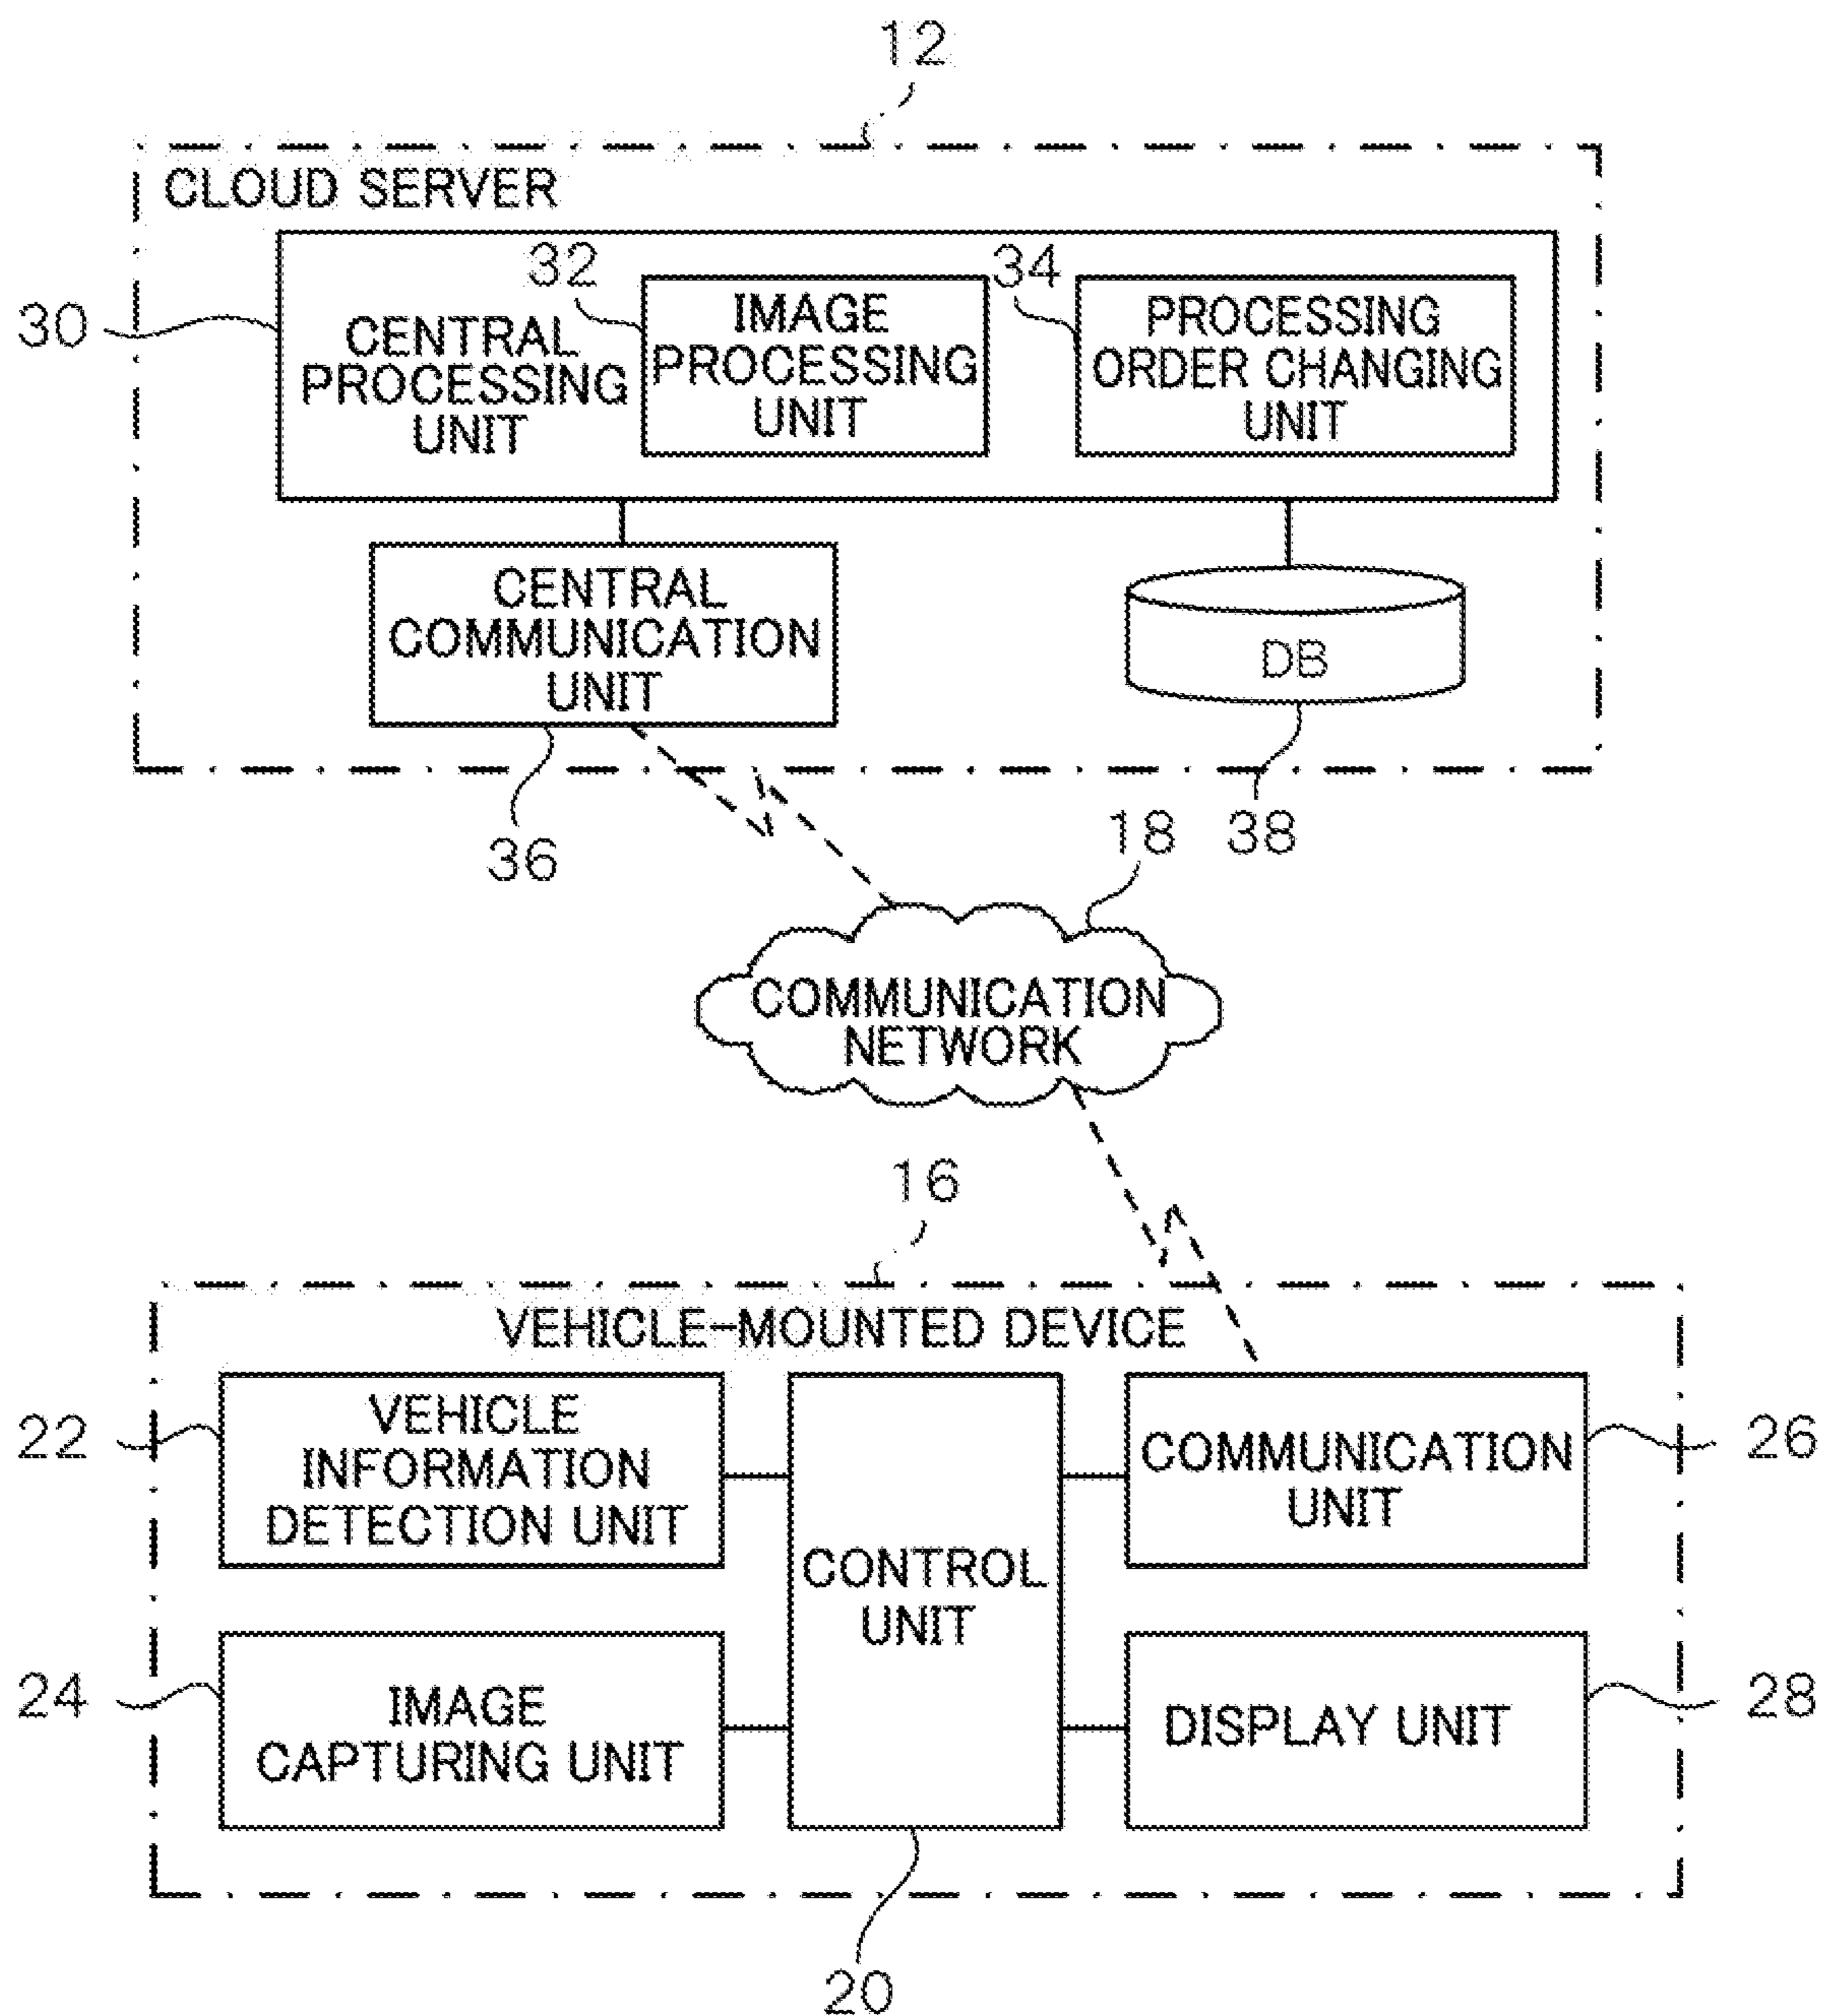 12
CLOUD SERVER
30
CENTRAL
PROCESSING
UNIT
32
IMAGE
PROCESSING
UNIT
34
PROCESSING
ORDER CHANGING
UNIT
CENTRAL
COMMUNICATION
UNIT
36
DB
38
18
COMMUNICATION
NETWORK
16
VEHICLE-MOUNTED DEVICE
22
VEHICLE
INFORMATION
DETECTION UNIT
24
IMAGE
CAPTURING UNIT
CONTROL
UNIT
20
COMMUNICATION
UNIT
26
DISPLAY UNIT
28